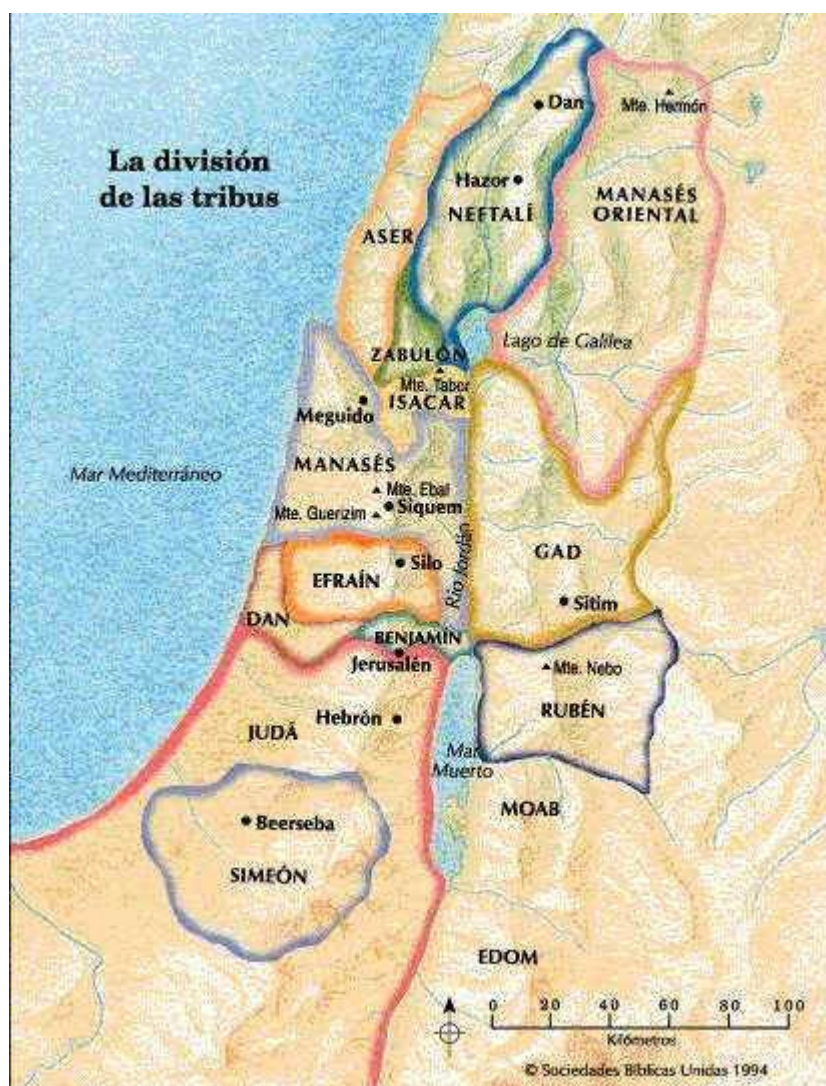 La división
de las tribus
Dan
Mte. Hermón
Hazor
NEFTALÍ
MANASÉS
ORIENTAL
ASER
Lago de Galilea
ZABULÓN
Mte. Tabor
ISACAR
Meguido
MANASÉS
Mar Mediterráneo
Mte. Ebal
Mte. Guerizim
Siquem
Río Jordán
Silo
EFRAÍN
GAD
Sitim
DAN
BENJAMÍN
Jerusalén
Mte. Nebo
RUBÉN
Hebrón
JUDÁ
Mar
Muerto
MOAB
Beerseba
SIMEÓN
EDOM
0 20 40 60 80 100
Kilómetros
© Sociedades Bíblicas Unidas 1994